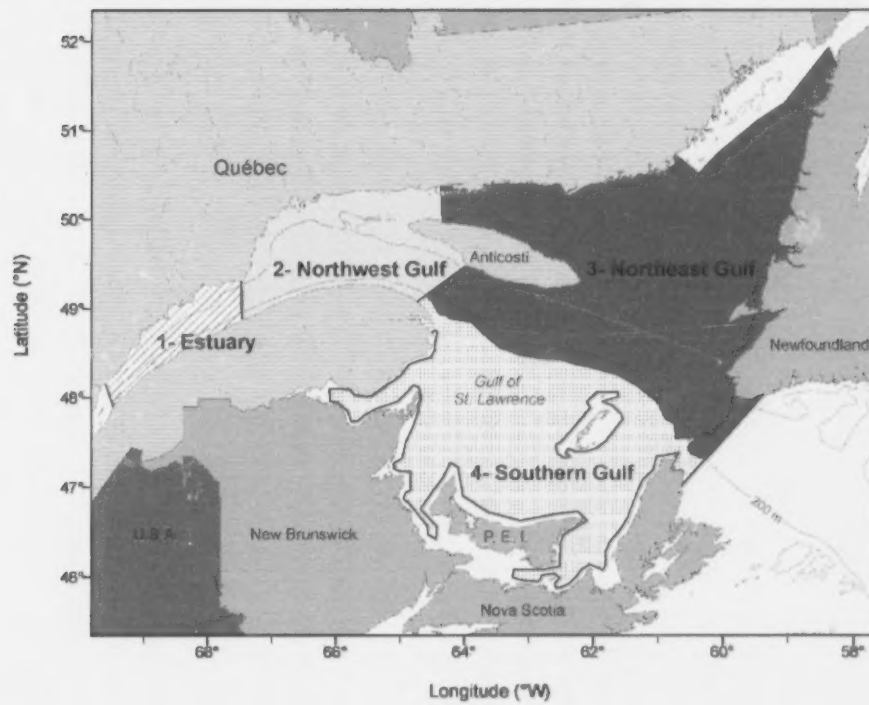 52°
51°
50°
49°
48°
47°
46°
Latitude (°N)
Québec
2- Northwest Gulf
Anticosti
3- Northeast Gulf
1- Estuary
Newfoundland
Gulf of
St. Lawrence
4- Southern Gulf
200 m
U.S.A.
New Brunswick
P. E. I.
Nova Scotia
68°
66°
64°
62°
60°
58°
Longitude (°W)